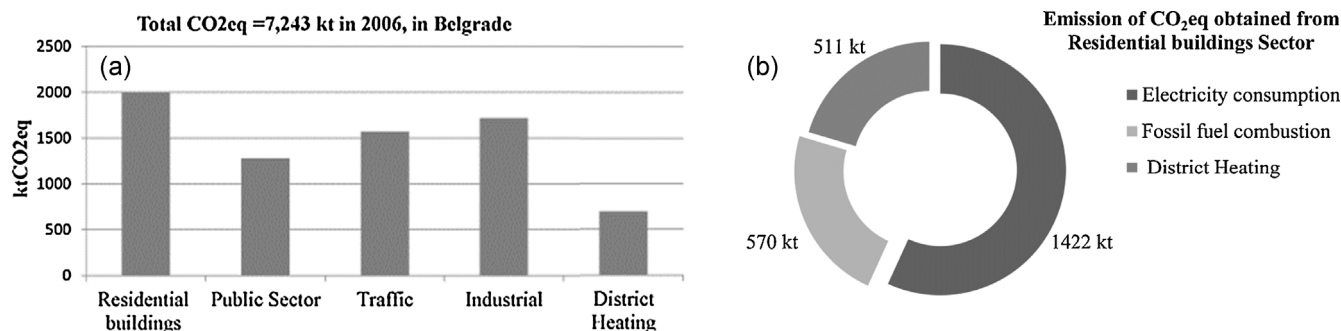 Total CO2eq =7,243 kt in 2006, in Belgrade
(a)
ktCO2eq
2500
2000
1500
1000
500
0
Residential
buildings
Public Sector
Traffic
Industrial
District
Heating
(b)
Emission of CO₂eq obtained from
Residential buildings Sector
511 kt
570 kt
1422 kt
Electricity consumption
Fossil fuel combustion
District Heating